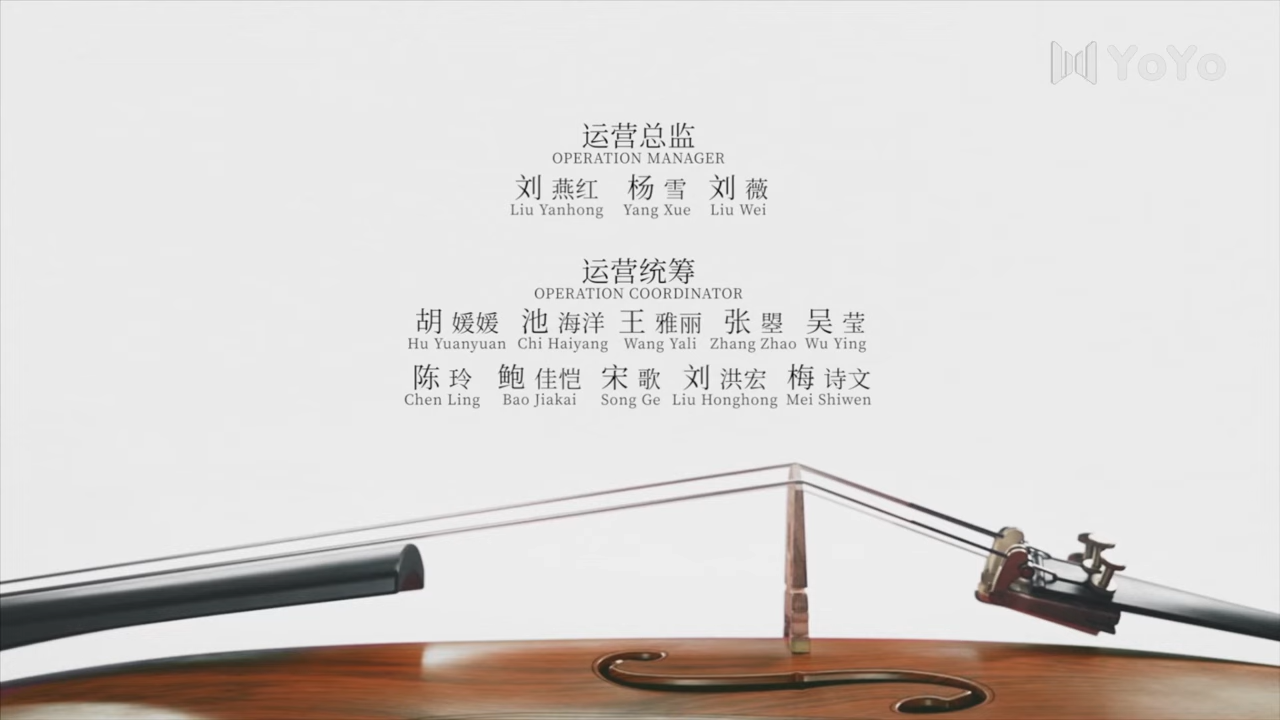 YoYo
运营总监
OPERATION MANAGER
刘燕红 杨雪 刘薇
Liu Yanhong Yang Xue Liu Wei
运营统筹
OPERATION COORDINATOR
胡媛媛 池海洋 王雅丽 张曌 吴莹
Hu Yuanyuan Chi Haiyang Wang Yali Zhang Zhao Wu Ying
陈玲 鲍佳恺 宋歌 刘洪宏 梅诗文
Chen Ling Bao Jiakai Song Ge Liu Honghong Mei Shiwen